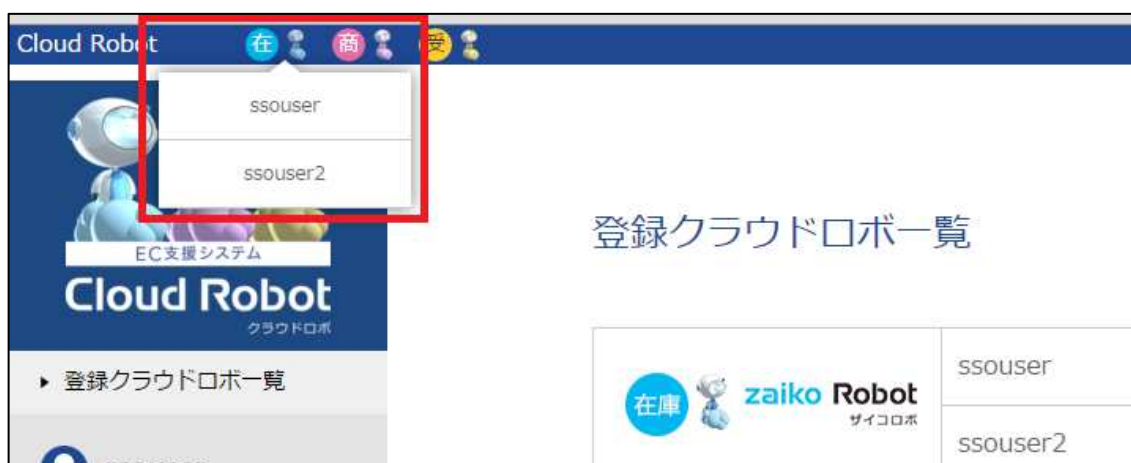 Cloud Robot
在
商
受
ssouser
ssouser2
EC支援システム
Cloud Robot
クラウドロボ
登録クラウドロボ一覧
登録クラウドロボ一覧
在庫
zaiko Robot
ザイコロボ
ssouser
ssouser2